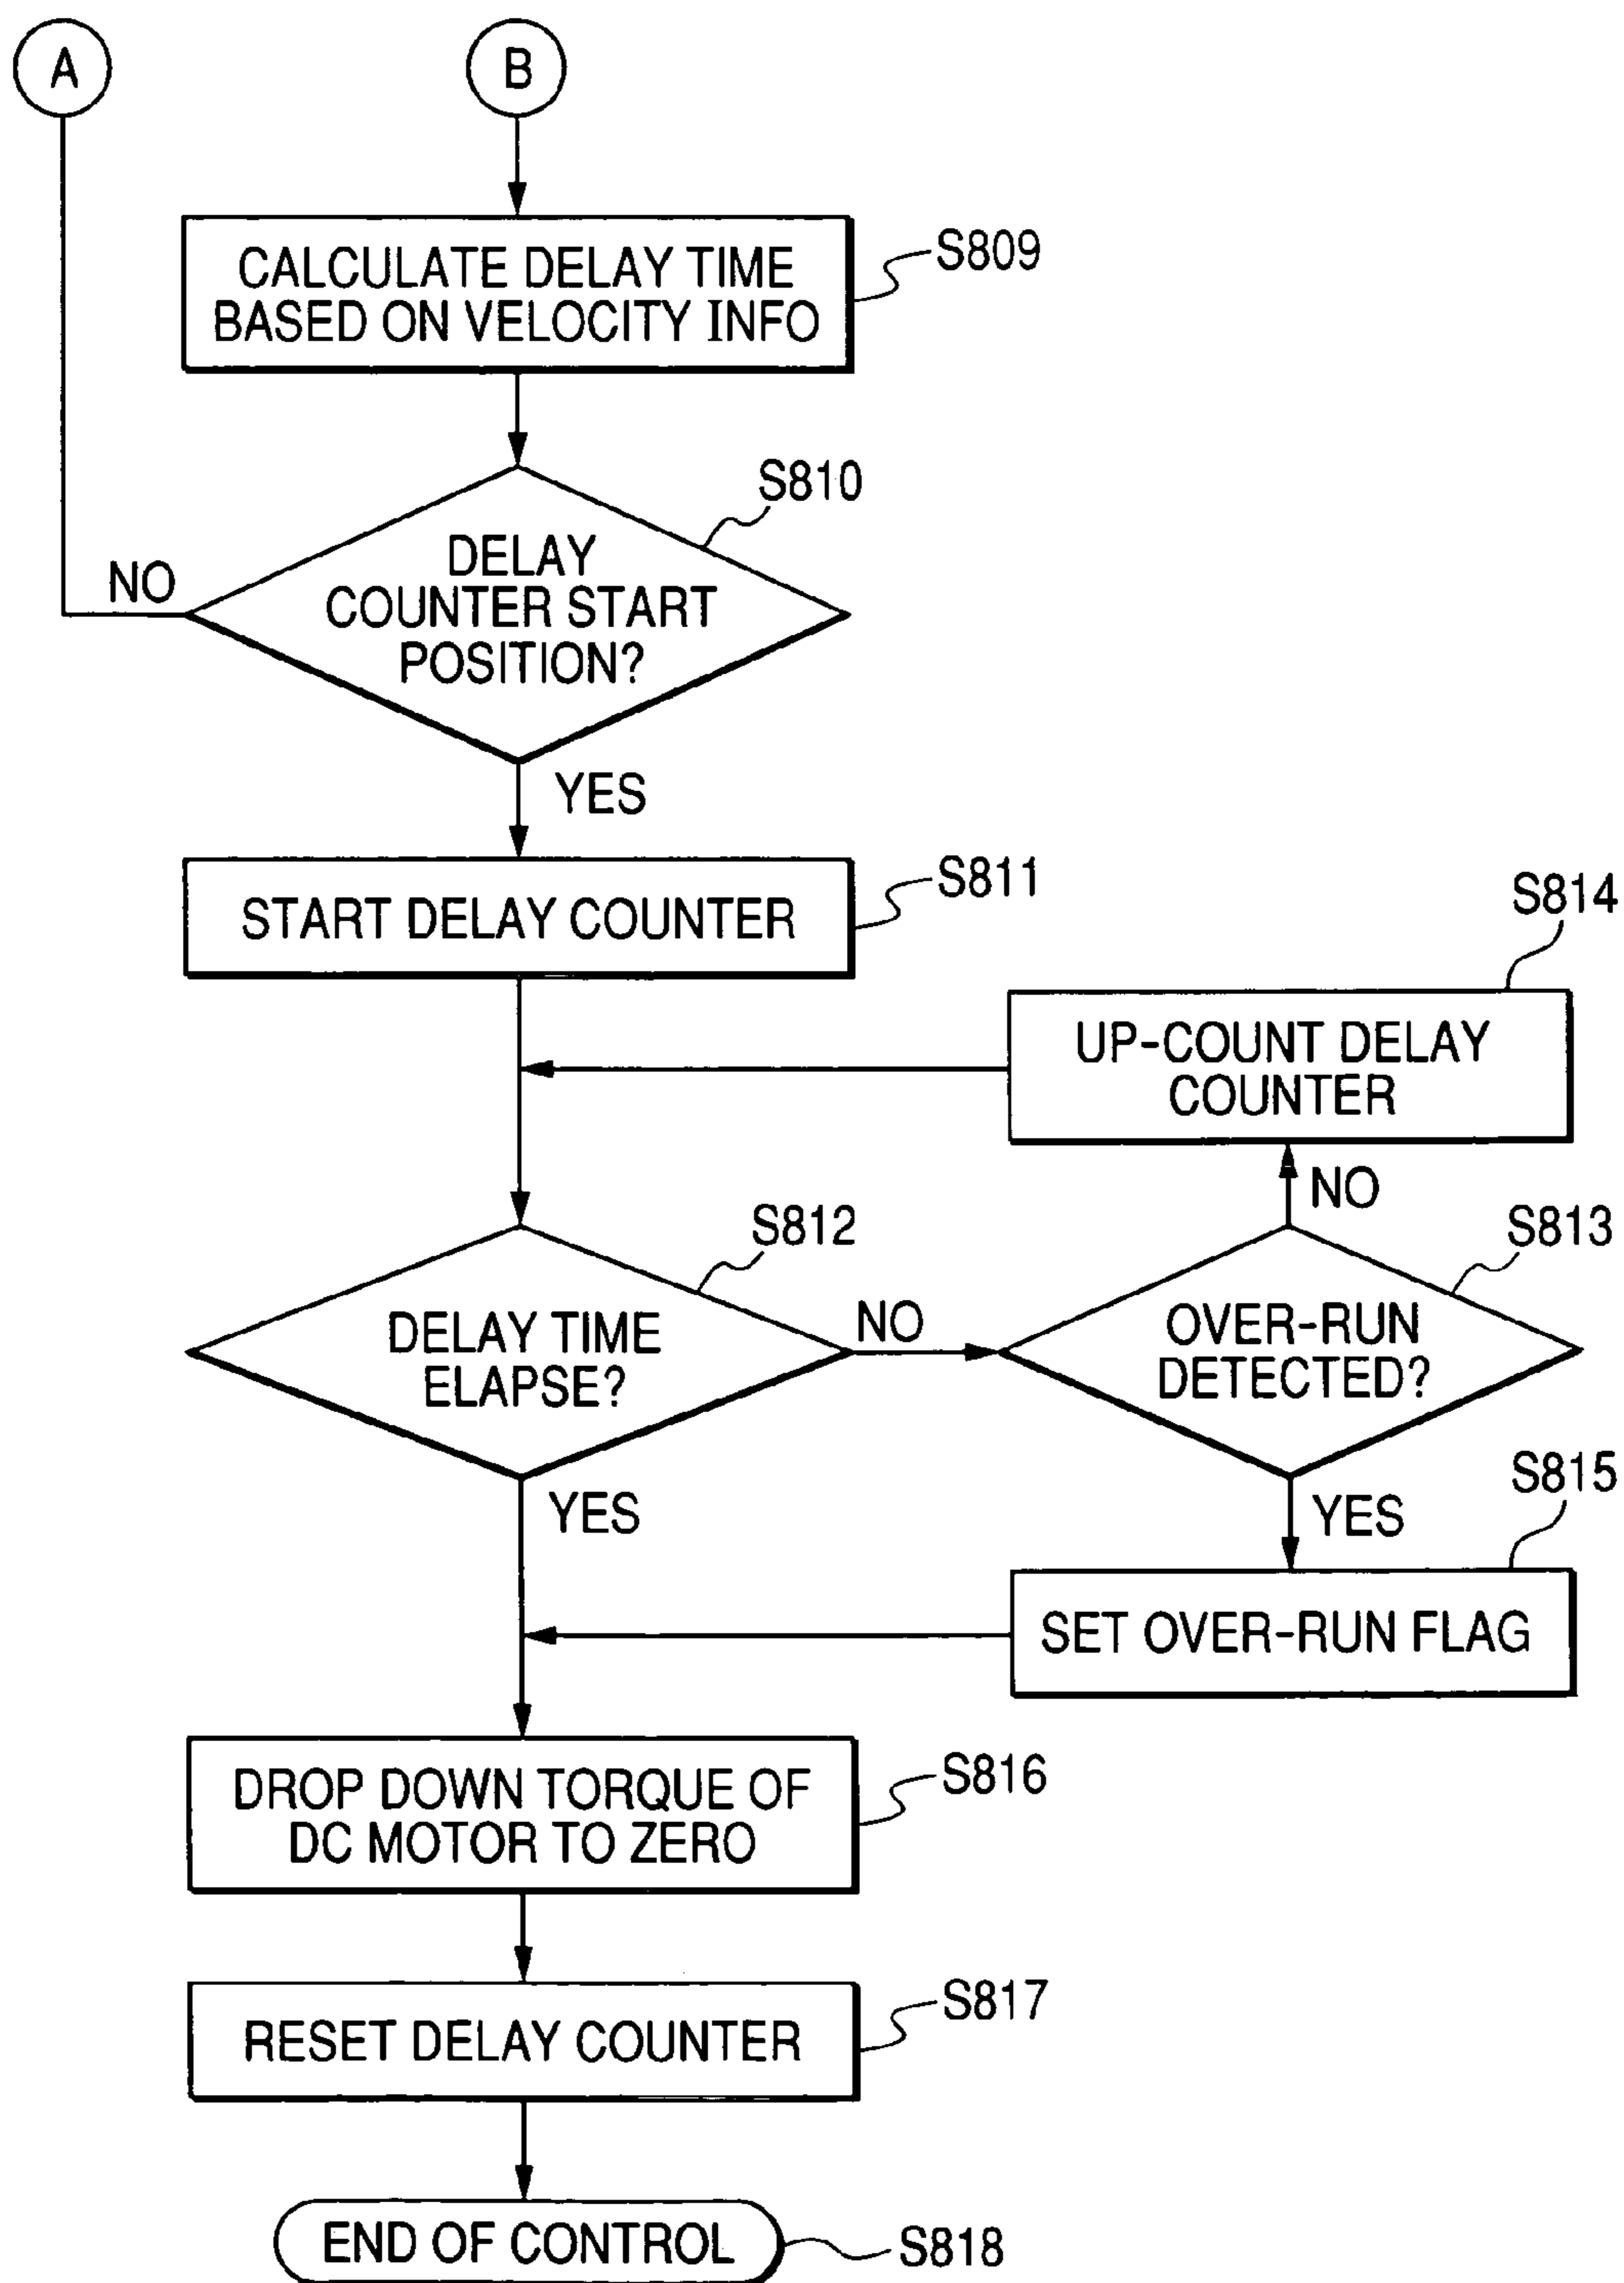 A
B
CALCULATE DELAY TIME
BASED ON VELOCITY INFO
S809
S810
DELAY
COUNTER START
POSITION?
NO
YES
START DELAY COUNTER
S811
S814
UP-COUNT DELAY
COUNTER
NO
S812
S813
DELAY TIME
ELAPSE?
NO
OVER-RUN
DETECTED?
YES
YES
S815
SET OVER-RUN FLAG
DROP DOWN TORQUE OF
DC MOTOR TO ZERO
S816
RESET DELAY COUNTER
S817
END OF CONTROL
S818